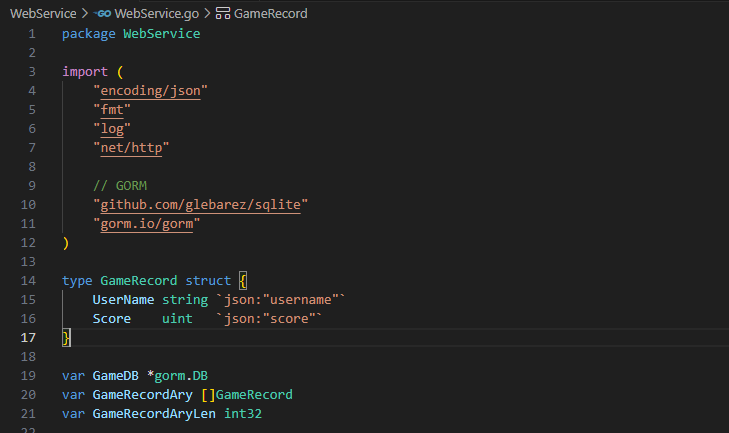 WebService > WebService.go > GameRecord
1 package WebService
2
3 import (
4 "encoding/json"
5 "fmt"
6 "log"
7 "net/http"
8
9 // GORM
10 "github.com/glebarez/sqlite"
11 "gorm.io/gorm"
12 )
13
14 type GameRecord struct {
15 UserName string `json:"username"`
16 Score    uint   `json:"score"`
17 }
18
19 var GameDB *gorm.DB
20 var GameRecordAry []GameRecord
21 var GameRecordAryLen int32
22